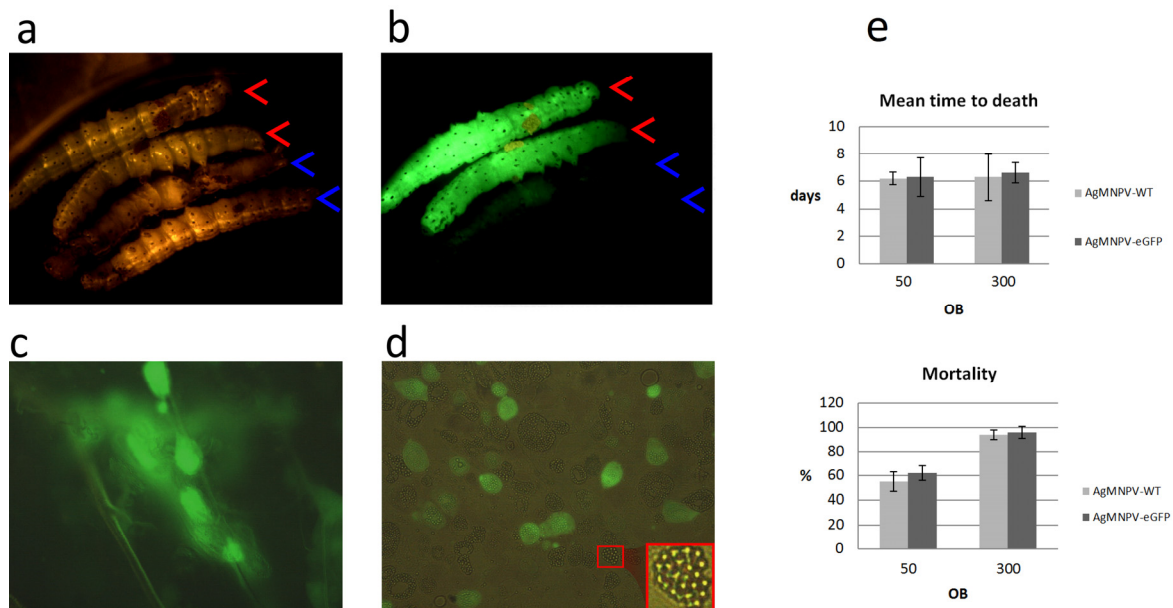 a
b
c
d
e
Mean time to death
10
8
6
4
2
0
days
50
300
OB
AgMNPV-WT
AgMNPV-eGFP
Mortality
120
100
80
60
40
20
0
%
50
300
OB
AgMNPV-WT
AgMNPV-eGFP